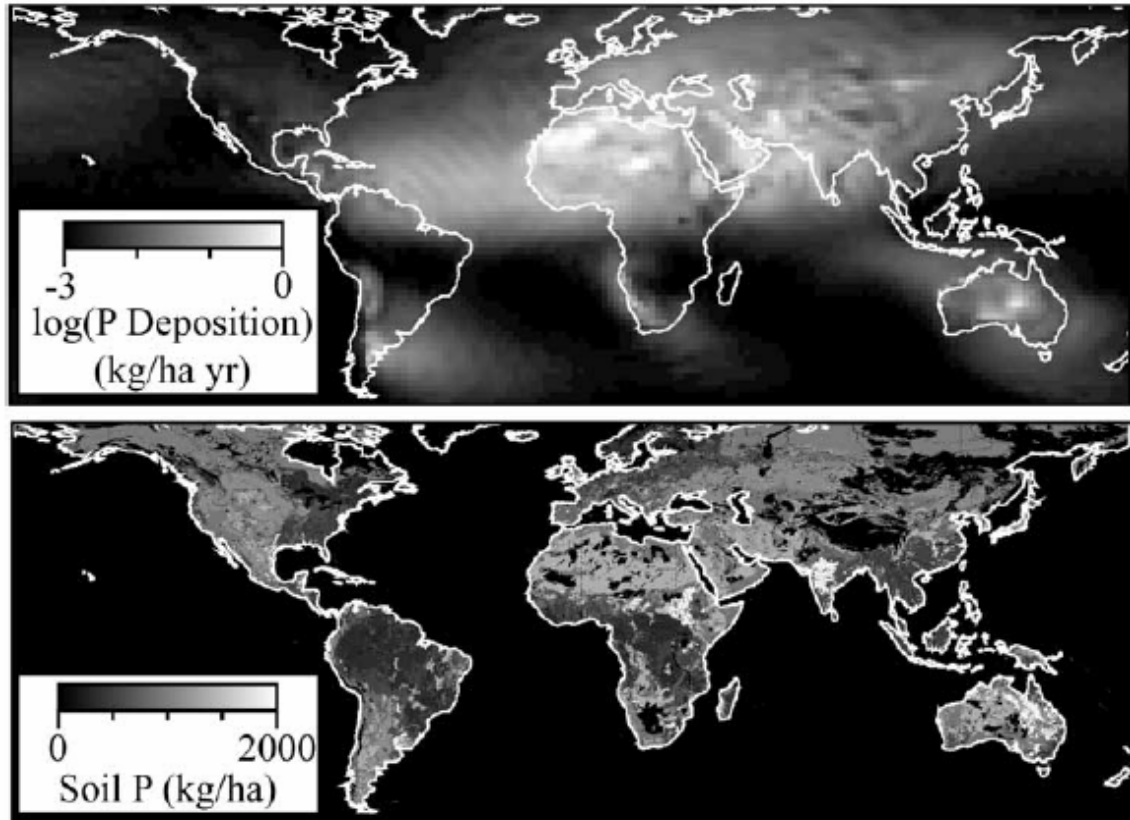 -3 0
log(P Deposition)
(kg/ha yr)
0 2000
Soil P (kg/ha)